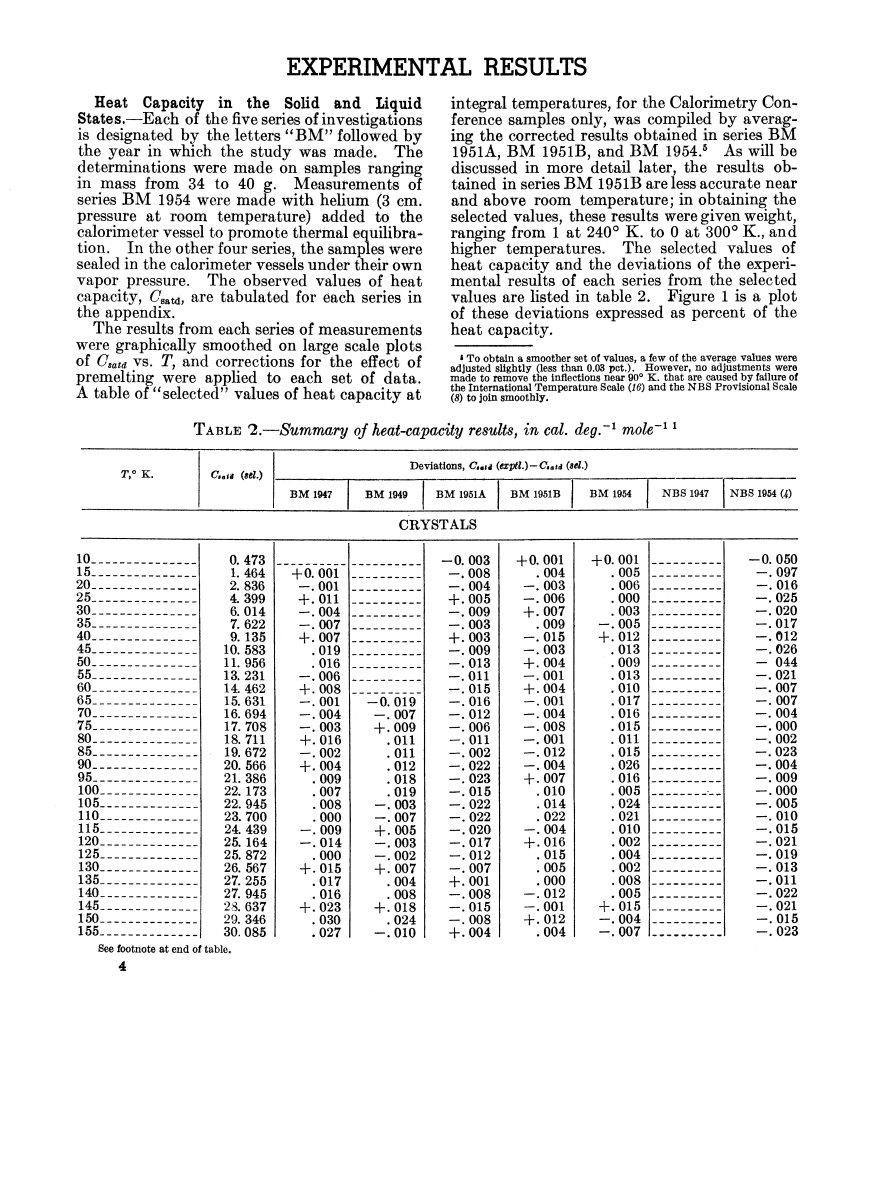 EXPERIMENTAL RESULTS
Heat Capacity in the Solid and Liquid
States.—Each of the five series of investigations
is designated by the letters “BM” followed by
the year in which the study was made. The
determinations were made on samples ranging
in mass from 34 to 40 g. Measurements of
series BM 1954 were made with helium (3 cm.
pressure at room temperature) added to the
calorimeter vessel to promote thermal equilibra-
tion. In the other four series, the samples were
sealed in the calorimeter vessels under their own
vapor pressure. The observed values of heat
capacity, Csatd, are tabulated for each series in
the appendix.
The results from each series of measurements
were graphically smoothed on large scale plots
of Csatd vs. T, and corrections for the effect of
premelting were applied to each set of data.
A table of “selected” values of heat capacity at
integral temperatures, for the Calorimetry Con-
ference samples only, was compiled by averag-
ing the corrected results obtained in series BM
1951A, BM 1951B, and BM 1954.⁵ As will be
discussed in more detail later, the results ob-
tained in series BM 1951B are less accurate near
and above room temperature; in obtaining the
selected values, these results were given weight,
ranging from 1 at 240° K. to 0 at 300° K., and
higher temperatures. The selected values of
heat capacity and the deviations of the experi-
mental results of each series from the selected
values are listed in table 2. Figure 1 is a plot
of these deviations expressed as percent of the
heat capacity.
⁵ To obtain a smoother set of values, a few of the average values were
adjusted slightly (less than 0.03 pct.). However, no adjustments were
made to remove the inflections near 90° K. that are caused by failure of
the International Temperature Scale (16) and the NBS Provisional Scale
(8) to join smoothly.
TABLE 2.—Summary of heat-capacity results, in cal. deg.⁻¹ mole⁻¹ ¹
T,° K. Csatd (sel.) Deviations, Csatd (exptl.)—Csatd (sel.)
BM 1947 BM 1949 BM 1951A BM 1951B BM 1954 NBS 1947 NBS 1954 (4)
CRYSTALS
10 0.473 -0.003 +0.001 +0.001 -0.050
15 1.464 +0.001 -.008 .004 .005 -.097
20 2.836 -.001 -.004 -.003 .006 -.016
25 4.399 +.011 +.005 -.006 .000 -.025
30 6.014 -.004 -.009 +.007 .003 -.020
35 7.622 -.007 -.003 .009 -.005 -.017
40 9.135 +.007 +.003 -.015 +.012 -.012
45 10.583 .019 -.009 -.003 .013 -.026
50 11.956 .016 -.013 +.004 .009 - 044
55 13.231 -.006 -.011 -.001 .013 -.021
60 14.462 +.008 -.015 +.004 .010 -.007
65 15.631 -.001 -0.019 -.016 -.001 .017 -.007
70 16.694 -.004 -.007 -.012 -.004 .016 -.004
75 17.708 -.003 +.009 -.006 -.008 .015 -.000
80 18.711 +.016 .011 -.011 -.001 .011 -.002
85 19.672 -.002 .011 -.002 -.012 .015 -.023
90 20.566 +.004 .012 -.022 -.004 .026 -.004
95 21.386 .009 .018 -.023 +.007 .016 -.009
100 22.173 .007 .019 -.015 .010 .005 -.000
105 22.945 .008 -.003 -.022 .014 .024 -.005
110 23.700 .000 -.007 -.022 .022 .021 -.010
115 24.439 -.009 +.005 -.020 -.004 .010 -.015
120 25.164 -.014 -.003 -.017 +.016 .002 -.021
125 25.872 .000 -.002 -.012 .015 .004 -.019
130 26.567 +.015 +.007 -.007 .005 .002 -.013
135 27.255 .017 .004 +.001 .000 .008 -.011
140 27.945 .016 .008 -.008 -.012 .005 -.022
145 28.637 +.023 +.018 -.015 -.001 +.015 -.021
150 29.346 .030 .024 -.008 +.012 -.004 -.015
155 30.085 .027 -.010 +.004 .004 -.007 -.023
See footnote at end of table.
4